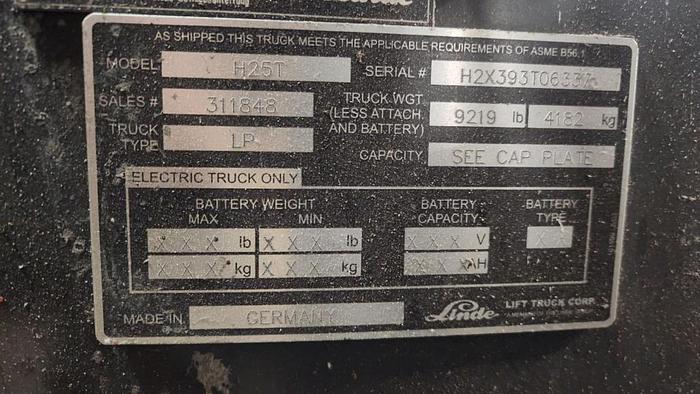 AS SHIPPED THIS TRUCK MEETS THE APPLICABLE REQUIREMENTS OF ASME B56.1
MODEL H25T SERIAL # H2X393T06337
SALES # 311848 TRUCK WGT. (LESS ATTACH. AND BATTERY) 9219 lb 4182 kg
TRUCK TYPE LP CAPACITY SEE CAP PLATE
ELECTRIC TRUCK ONLY
BATTERY WEIGHT BATTERY CAPACITY BATTERY TYPE
MAX MIN
X X X lb X X X lb X X X V X X
X X X kg X X X kg X X X AH
MADE IN GERMANY Linde LIFT TRUCK CORP.